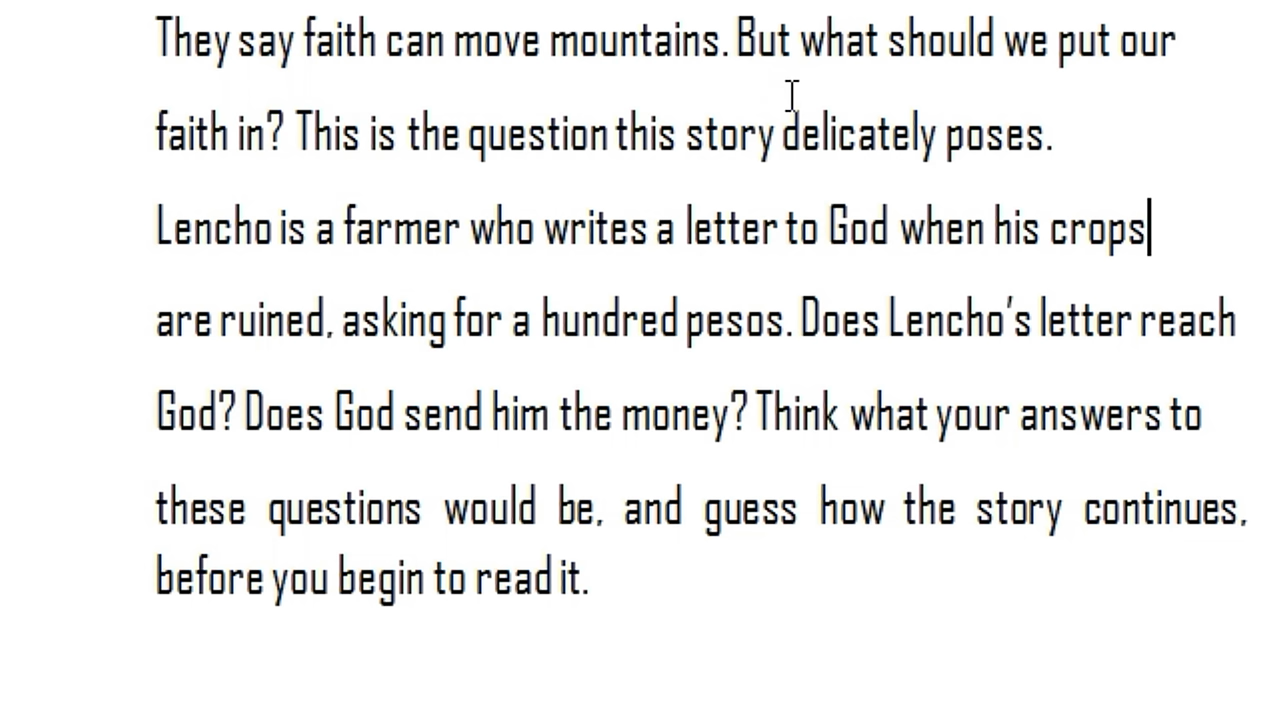 They say faith can move mountains. But what should we put our
faith in? This is the question this story delicately poses.
Lencho is a farmer who writes a letter to God when his crops
are ruined, asking for a hundred pesos. Does Lencho’s letter reach
God? Does God send him the money? Think what your answers to
these questions would be, and guess how the story continues,
before you begin to read it.